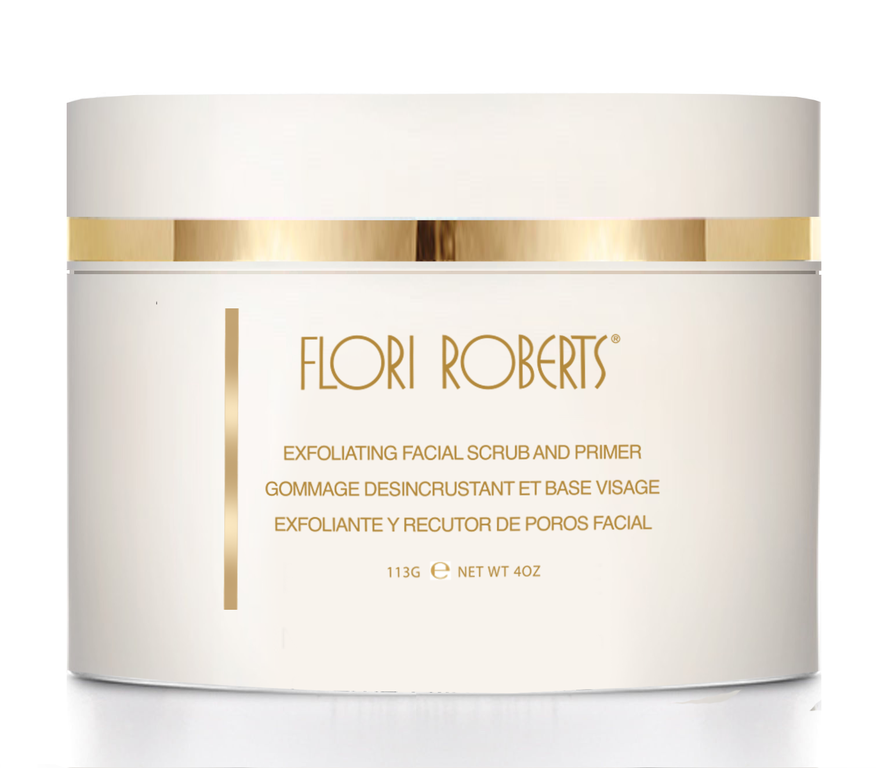 FLORI ROBERTS®
EXFOLIATING FACIAL SCRUB AND PRIMER
GOMMAGE DESINCRUSTANT ET BASE VISAGE
EXFOLIANTE Y RECUTOR DE POROS FACIAL
113G ℮ NET WT 4OZ